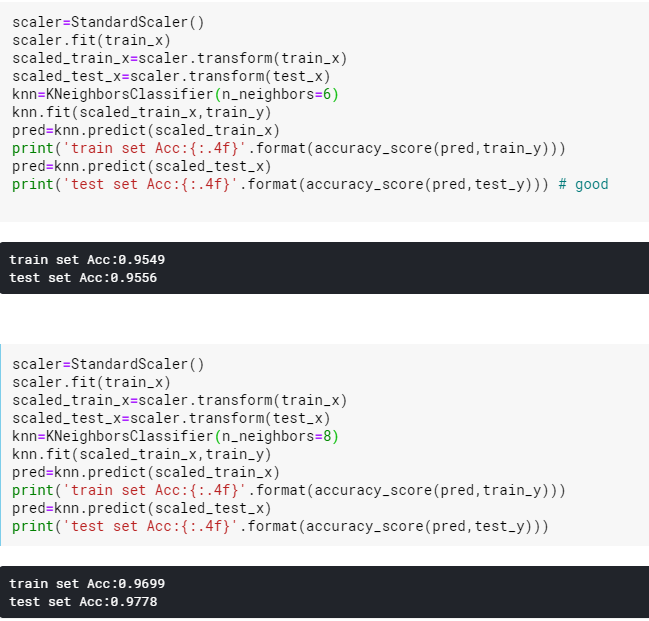 scaler=StandardScaler()
scaler.fit(train_x)
scaled_train_x=scaler.transform(train_x)
scaled_test_x=scaler.transform(test_x)
knn=KNeighborsClassifier(n_neighbors=6)
knn.fit(scaled_train_x,train_y)
pred=knn.predict(scaled_train_x)
print('train set Acc:{:.4f}'.format(accuracy_score(pred,train_y)))
pred=knn.predict(scaled_test_x)
print('test set Acc:{:.4f}'.format(accuracy_score(pred,test_y))) # good
train set Acc:0.9549
test set Acc:0.9556
scaler=StandardScaler()
scaler.fit(train_x)
scaled_train_x=scaler.transform(train_x)
scaled_test_x=scaler.transform(test_x)
knn=KNeighborsClassifier(n_neighbors=8)
knn.fit(scaled_train_x,train_y)
pred=knn.predict(scaled_train_x)
print('train set Acc:{:.4f}'.format(accuracy_score(pred,train_y)))
pred=knn.predict(scaled_test_x)
print('test set Acc:{:.4f}'.format(accuracy_score(pred,test_y)))
train set Acc:0.9699
test set Acc:0.9778